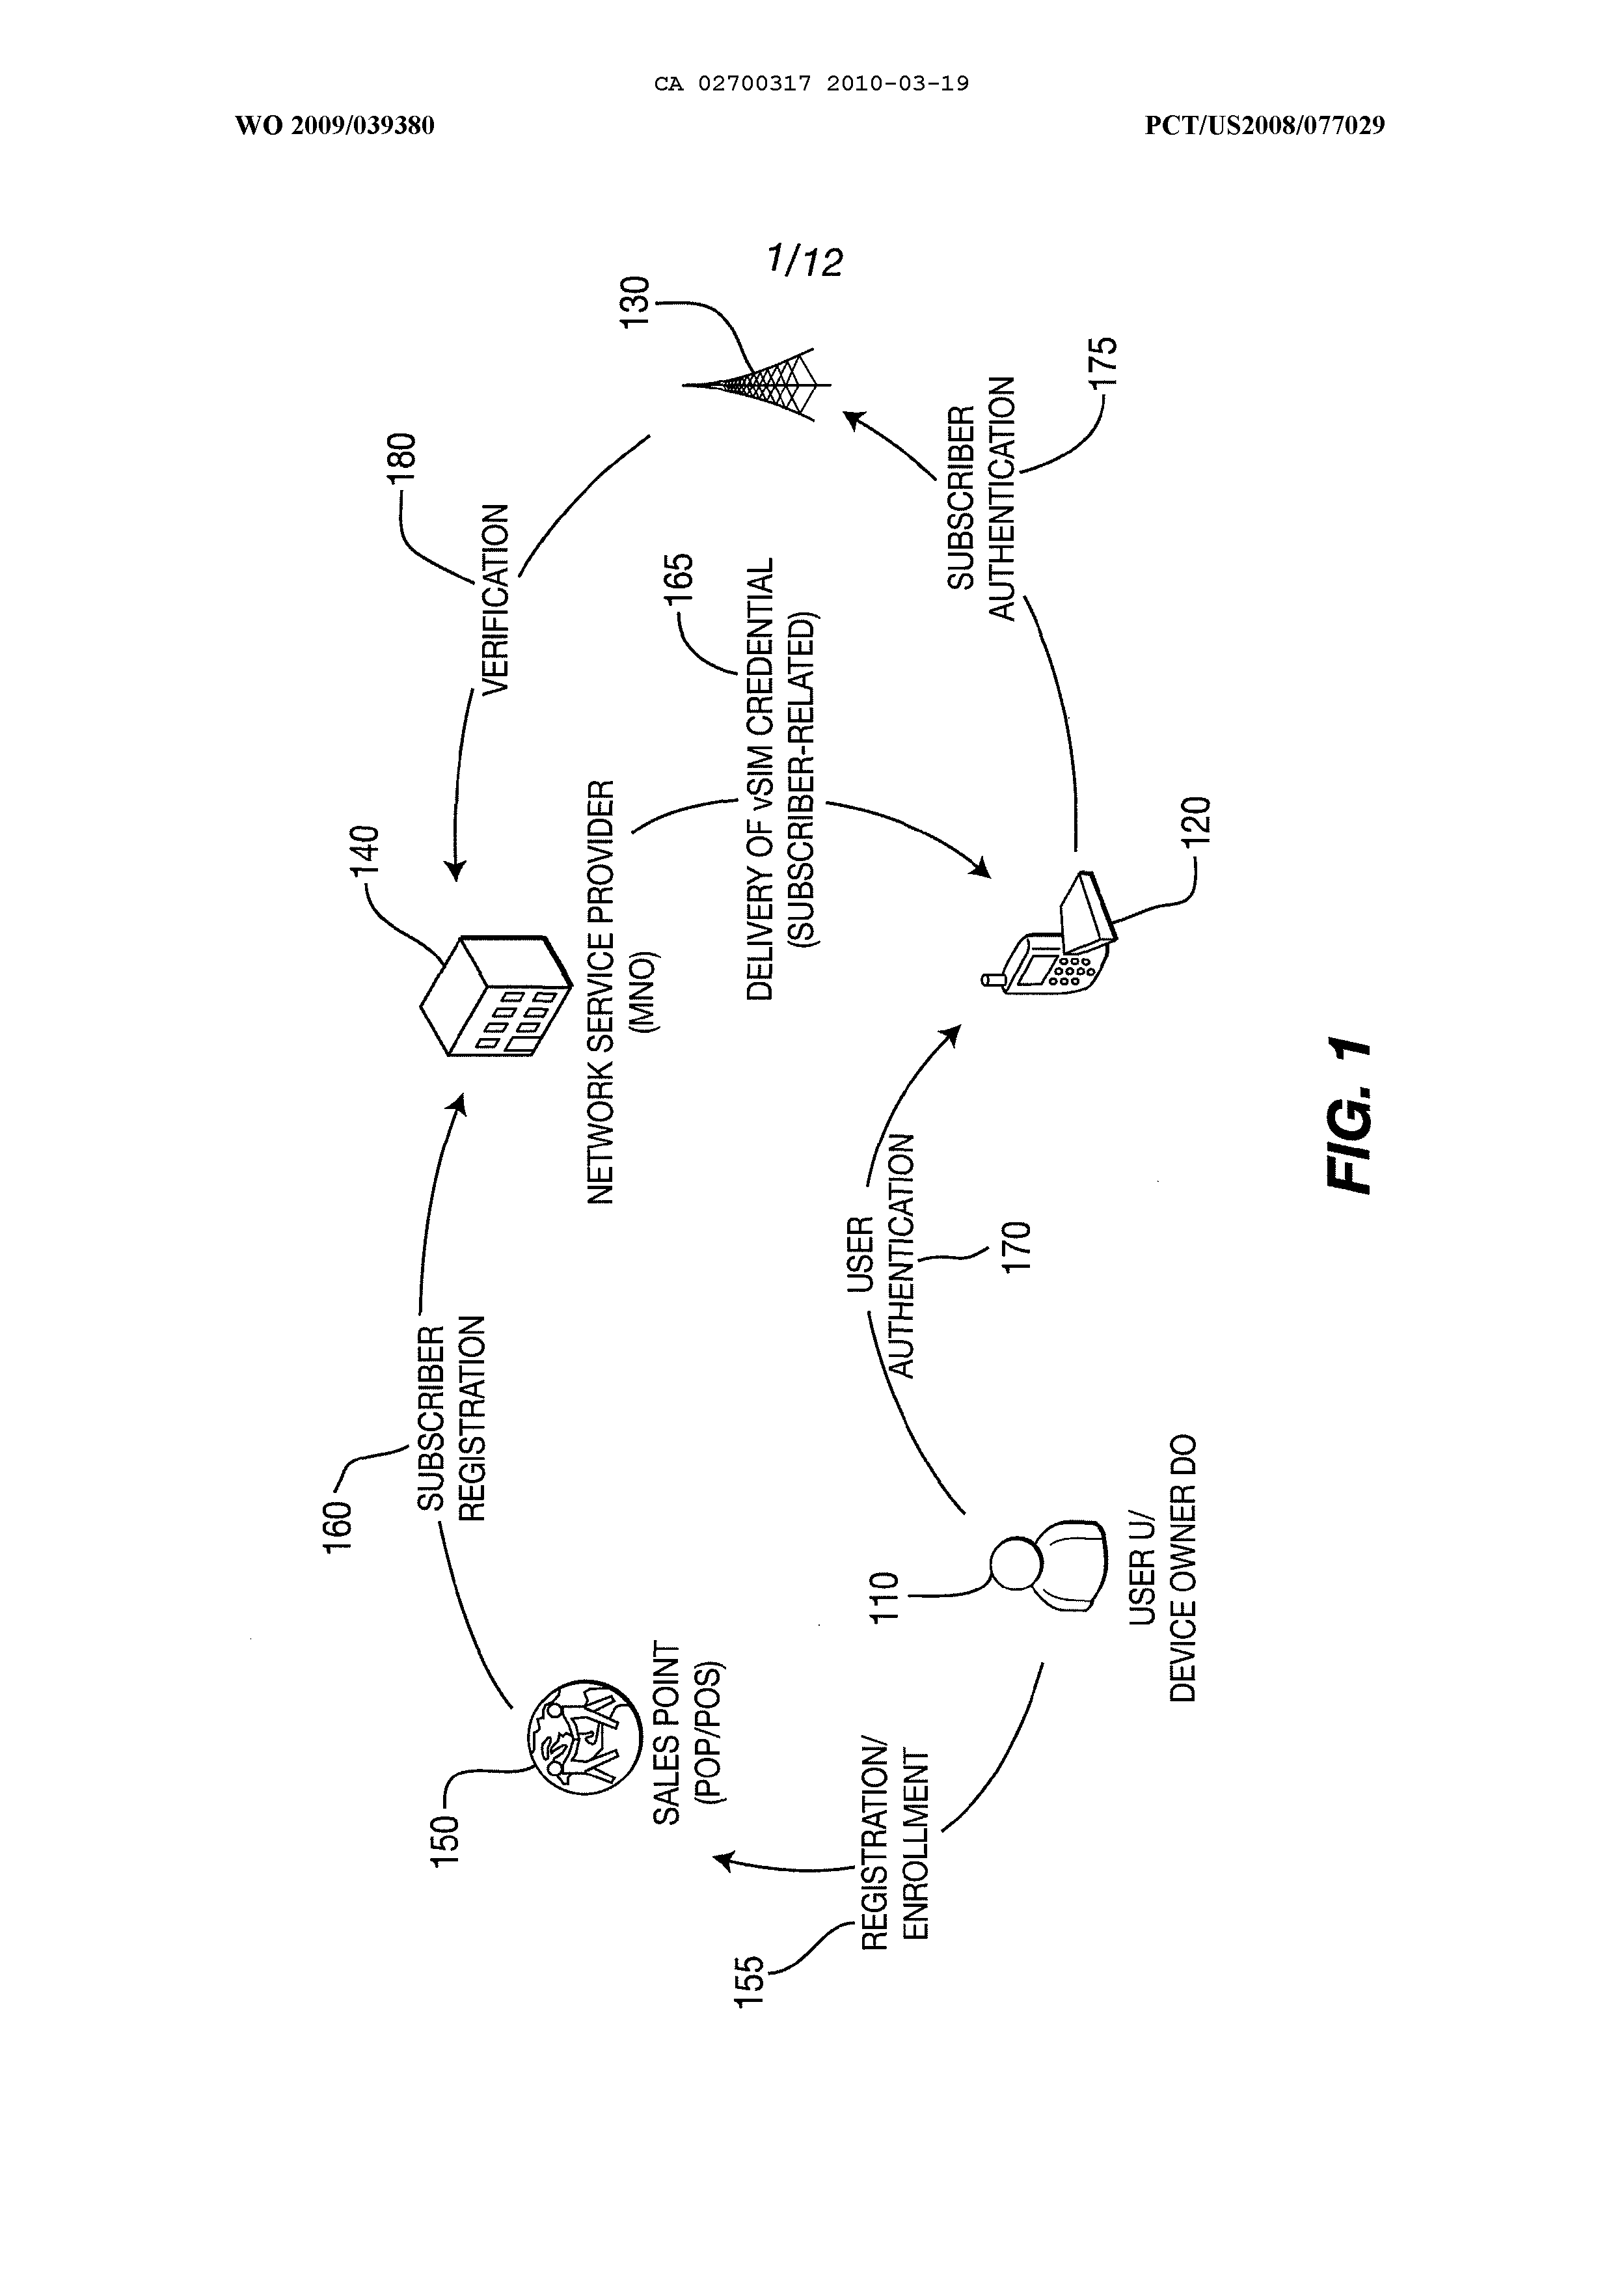 CA 02700317 2010-03-19
WO 2009/039380
PCT/US2008/077029
1/12
160
SUBSCRIBER
REGISTRATION
140
180
VERIFICATION
150
SALES POINT
(POP/POS)
NETWORK SERVICE PROVIDER
(MNO)
130
165
DELIVERY OF vSIM CREDENTIAL
(SUBSCRIBER-RELATED)
155
REGISTRATION/
ENROLLMENT
110
USER U/
DEVICE OWNER DO
USER
AUTHENTICATION
170
120
SUBSCRIBER
AUTHENTICATION
175
FIG. 1